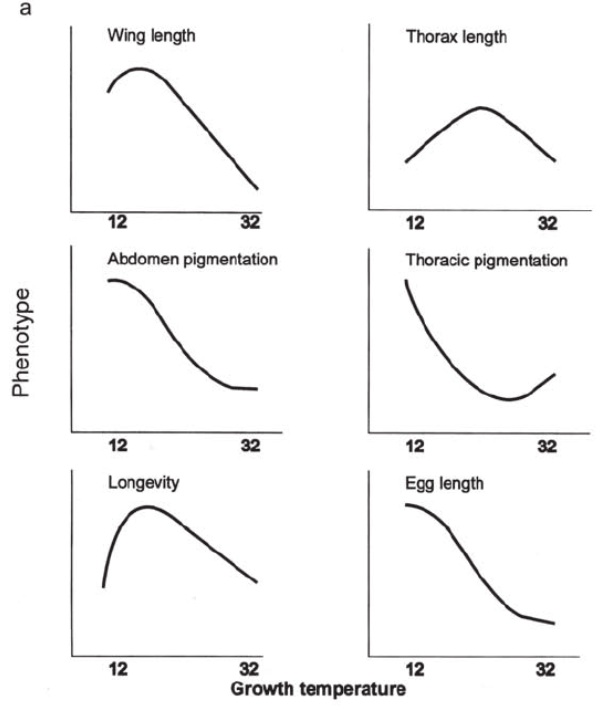 a
Wing length
Thorax length
12 32
12 32
Abdomen pigmentation
Thoracic pigmentation
Phenotype
12 32
12 32
Longevity
Egg length
12 32
12 32
Growth temperature